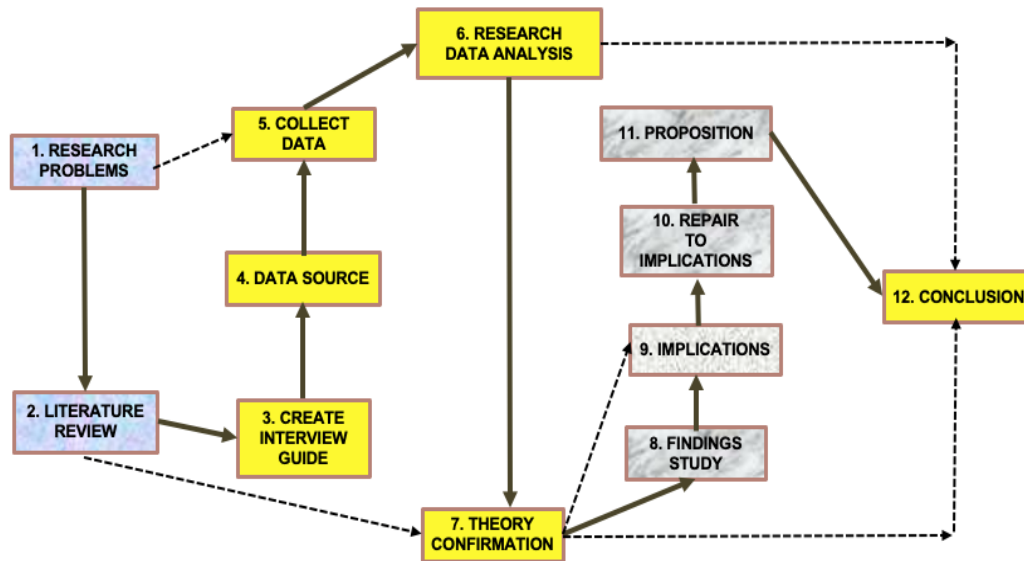 1. RESEARCH
PROBLEMS
2. LITERATURE
REVIEW
3. CREATE
INTERVIEW
GUIDE
4. DATA SOURCE
5. COLLECT
DATA
6. RESEARCH
DATA ANALYSIS
7. THEORY
CONFIRMATION
8. FINDINGS
STUDY
9. IMPLICATIONS
10. REPAIR
TO
IMPLICATIONS
11. PROPOSITION
12. CONCLUSION